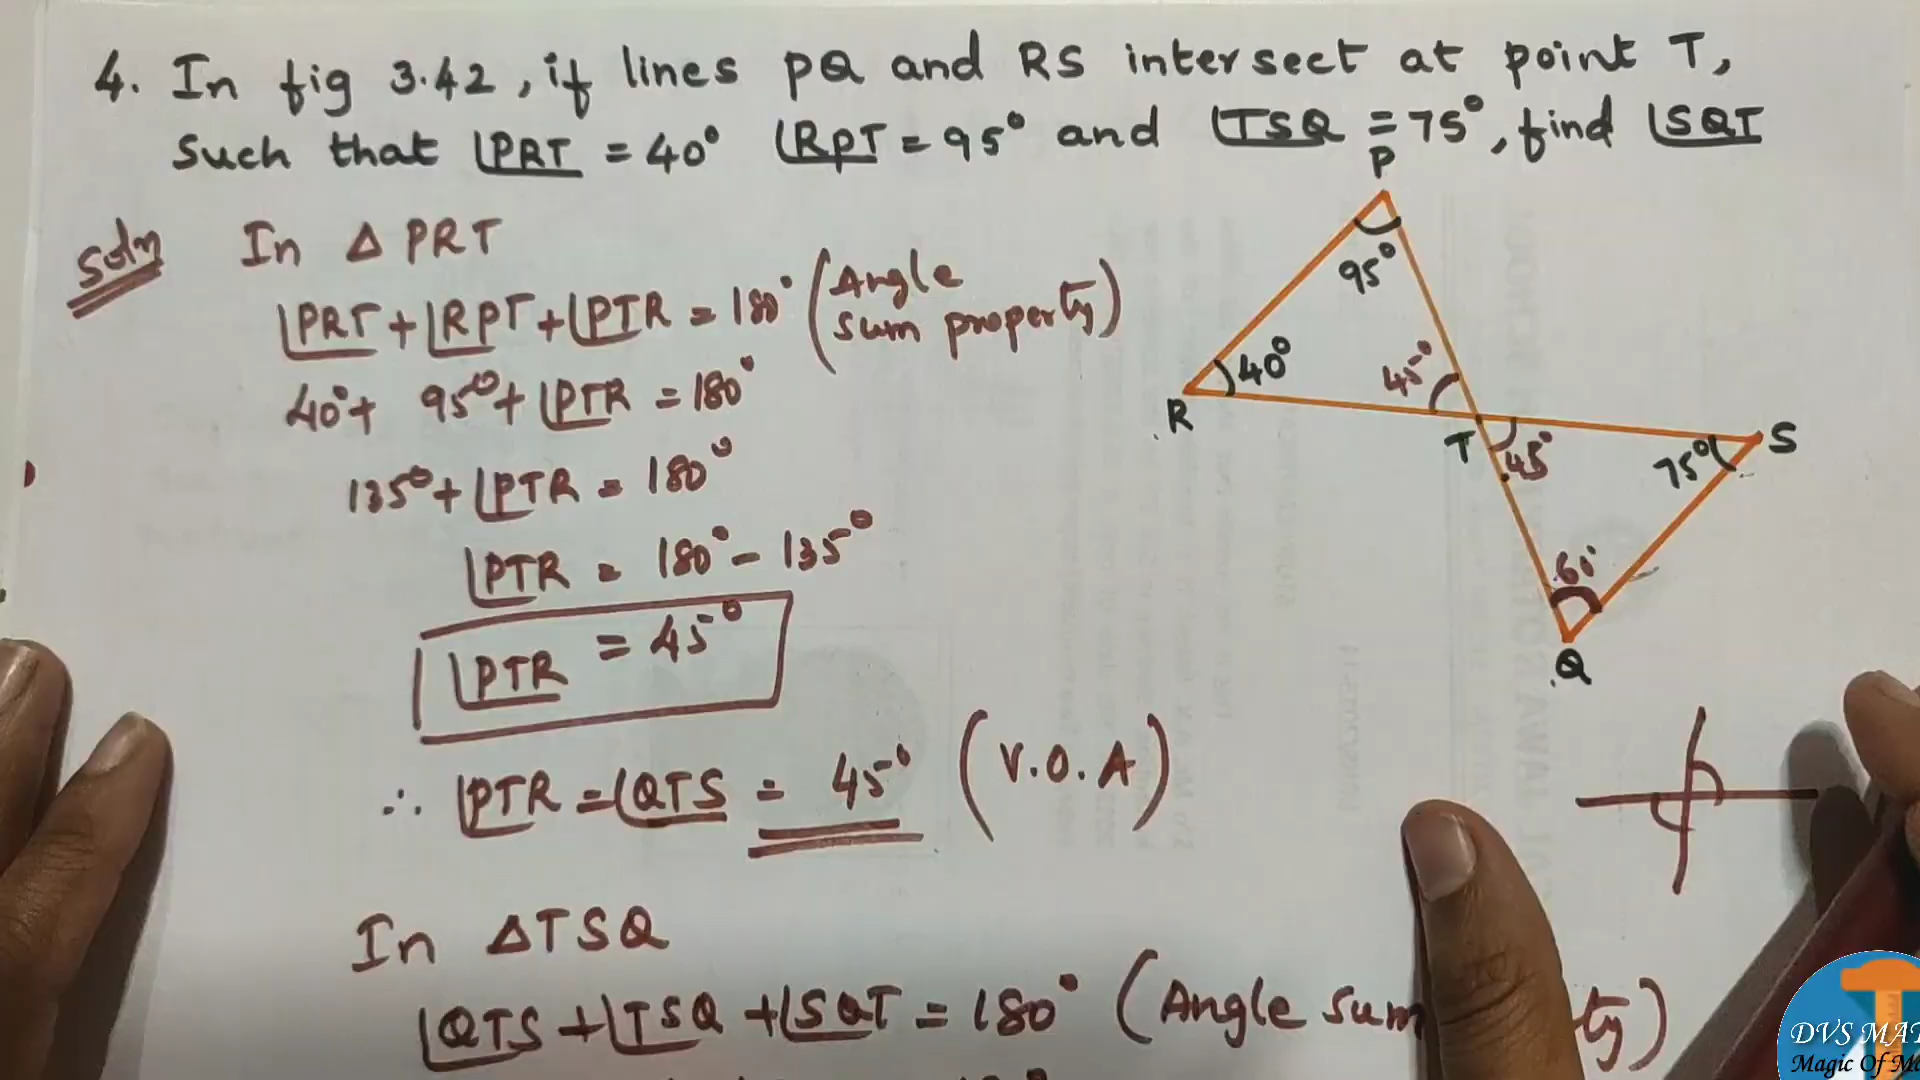 4. In fig 3.42, if lines PQ and RS intersect at point T,
Such that ∠PRT = 40° ∠RPT = 95° and ∠TSQ = 75°, find ∠SQT
Soln In △ PRT
∠PRT + ∠RPT + ∠PTR = 180° (Angle
sum property)
40° + 95° + ∠PTR = 180°
135° + ∠PTR = 180°
∠PTR = 180° - 135°
∠PTR = 45°
∴ ∠PTR = ∠QTS = 45° (V.O.A)
In △TSQ
∠QTS + ∠TSQ + ∠SQT = 180° (Angle sum ty)
P
95°
40°
45°
R
T
45°
75°
S
60°
Q
DVS MA
Magic Of M